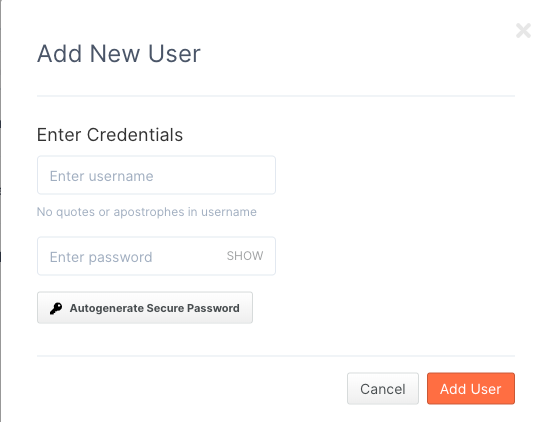 Add New User
Enter Credentials
Enter username
No quotes or apostrophes in username
Enter password SHOW
Autogenerate Secure Password
Cancel Add User